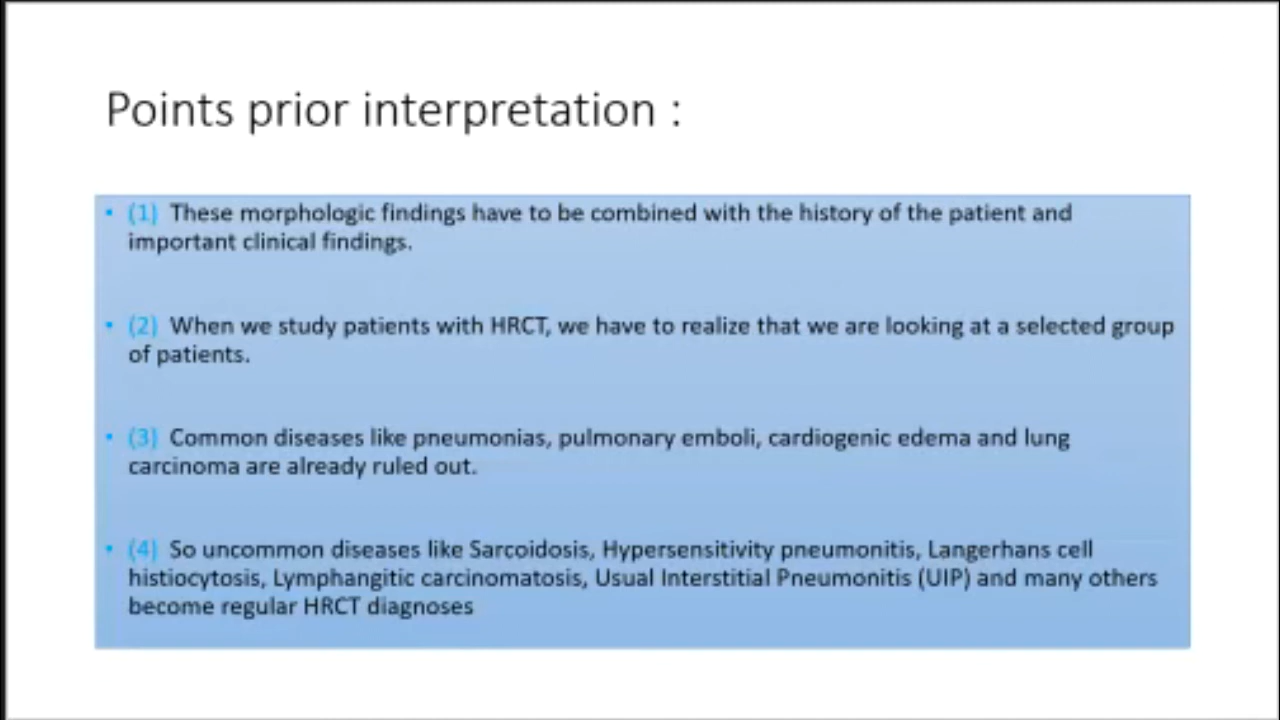 Points prior interpretation :
• (1) These morphologic findings have to be combined with the history of the patient and
important clinical findings.
• (2) When we study patients with HRCT, we have to realize that we are looking at a selected group
of patients.
• (3) Common diseases like pneumonias, pulmonary emboli, cardiogenic edema and lung
carcinoma are already ruled out.
• (4) So uncommon diseases like Sarcoidosis, Hypersensitivity pneumonitis, Langerhans cell
histiocytosis, Lymphangitic carcinomatosis, Usual Interstitial Pneumonitis (UIP) and many others
become regular HRCT diagnoses